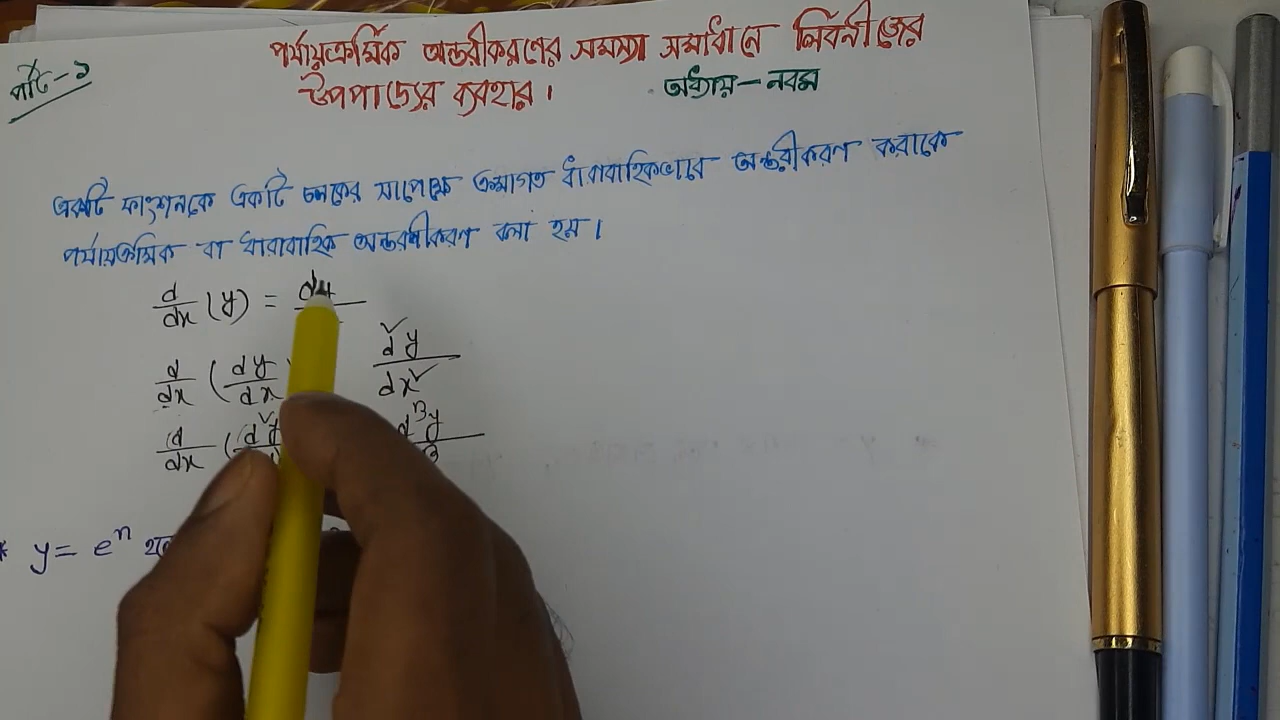 পার্ট-১
পর্যায়ক্রমিক অন্তরীকরণের সমস্যা সমাধানে লিবনীজের
উপপাদ্যের ব্যবহার। অধ্যায়-নবম
একটি ফাংশনকে একটি চলকের সাপেক্ষে ক্রমাগত ধারাবাহিকভাবে অন্তরীকরণ করাকে
পর্যায়ক্রমিক বা ধারাবাহিক অন্তরীকরণ বলা হয়।
d/dx (y) = dy
d/dx (dy/dx d²y/dx²
d/dx (d²y d³y
* y = eⁿ